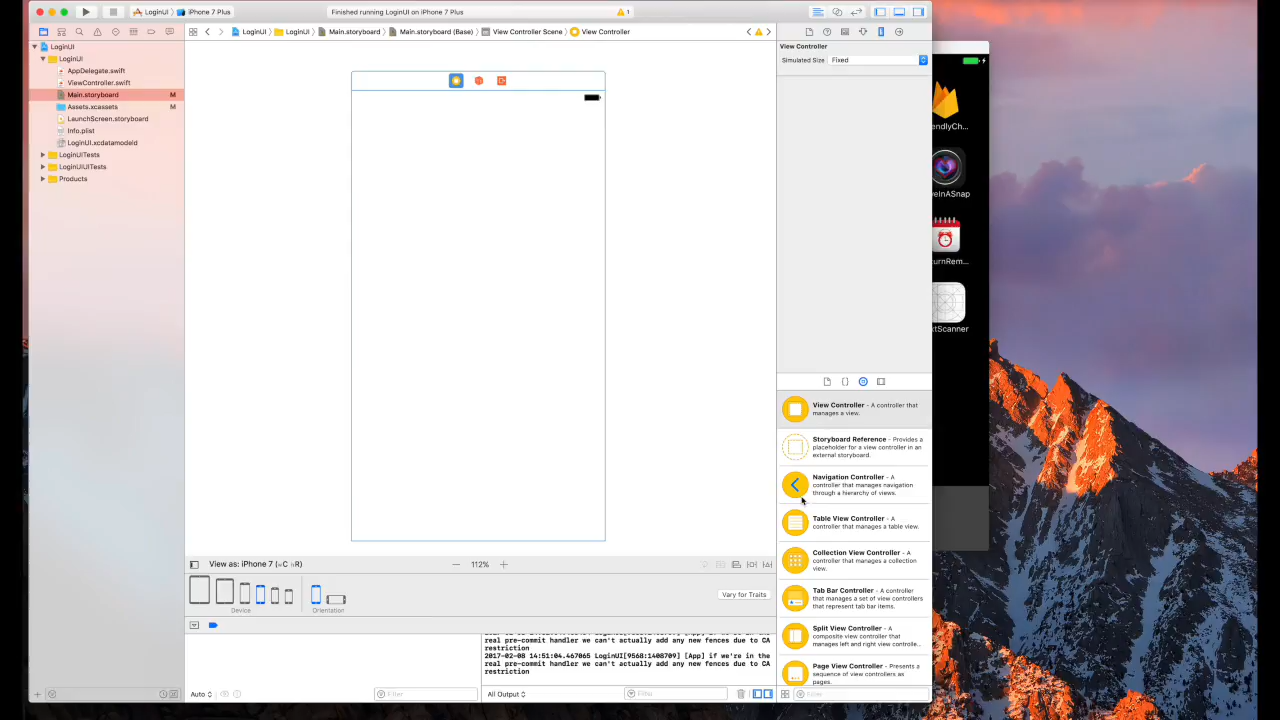 LoginUI
iPhone 7 Plus
Finished running LoginUI on iPhone 7 Plus
1
LoginUI
LoginUI
Main.storyboard
Main.storyboard (Base)
View Controller Scene
View Controller
LoginUI
LoginUI
AppDelegate.swift
ViewController.swift
Main.storyboard M
Assets.xcassets M
LaunchScreen.storyboard
Info.plist
LoginUI.xcdatamodeld
LoginUITests
LoginUIUITests
Products
View Controller
Simulated Size Fixed
endlyCh...
eInASnap
turnRem...
xtScanner
View Controller - A controller that
manages a view.
Storyboard Reference - Provides a
placeholder for a view controller in an
external storyboard.
Navigation Controller - A
controller that manages navigation
through a hierarchy of views.
Table View Controller - A
controller that manages a table view.
Collection View Controller - A
controller that manages a collection
view.
Tab Bar Controller - A controller
that manages a set of view controllers
that represent tab bar items.
Split View Controller - A
composite view controller that
manages left and right view controlle...
Page View Controller - Presents a
sequence of view controllers as
pages.
View as: iPhone 7 (wC hR)
112%
Device
Orientation
Vary for Traits
real pre-commit handler we can't actually add any new fences due to CA
restriction
2017-02-08 14:51:04.467065 LoginUI[9568:1408709] [App] if we're in the
real pre-commit handler we can't actually add any new fences due to CA
restriction
Auto
Filter
All Output
Filter
Filter